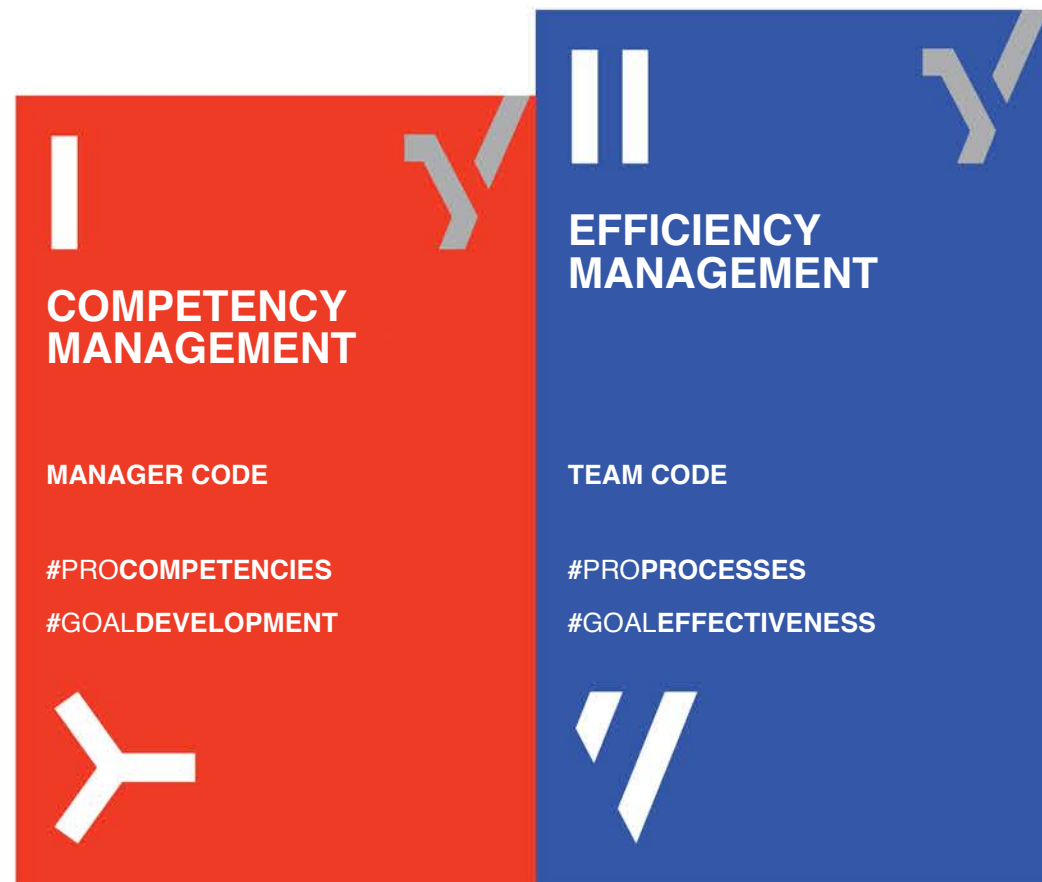 I
COMPETENCY
MANAGEMENT
MANAGER CODE
#PROCOMPETENCIES
#GOALDEVELOPMENT
II
EFFICIENCY
MANAGEMENT
TEAM CODE
#PROPROCESSES
#GOALEFFECTIVENESS